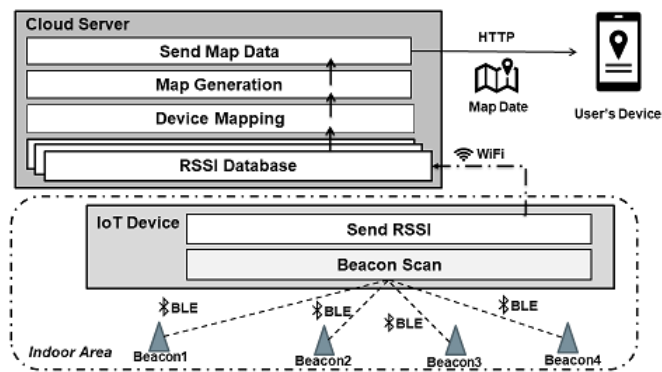 Cloud Server
Send Map Data
Map Generation
Device Mapping
RSSI Database
HTTP
Map Date
User's Device
WiFi
IoT Device
Send RSSI
Beacon Scan
BLE
BLE
BLE
BLE
Indoor Area
Beacon1
Beacon2
Beacon3
Beacon4